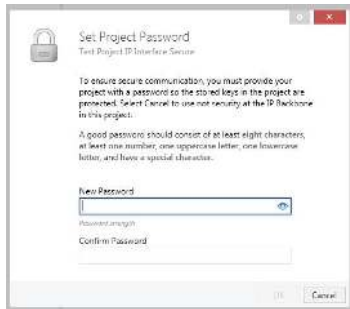 Set Project Password
Test Project IP Interface Secure
To ensure secure communication, you must provide your
project with a password so the stored keys in the project are
protected. Select Cancel to use not security at the IP Backbone
in this project.
A good password should consist of at least eight characters,
at least one number, one uppercase letter, one lowercase
letter, and have a special character.
New Password
Password strength
Confirm Password
OK Cancel